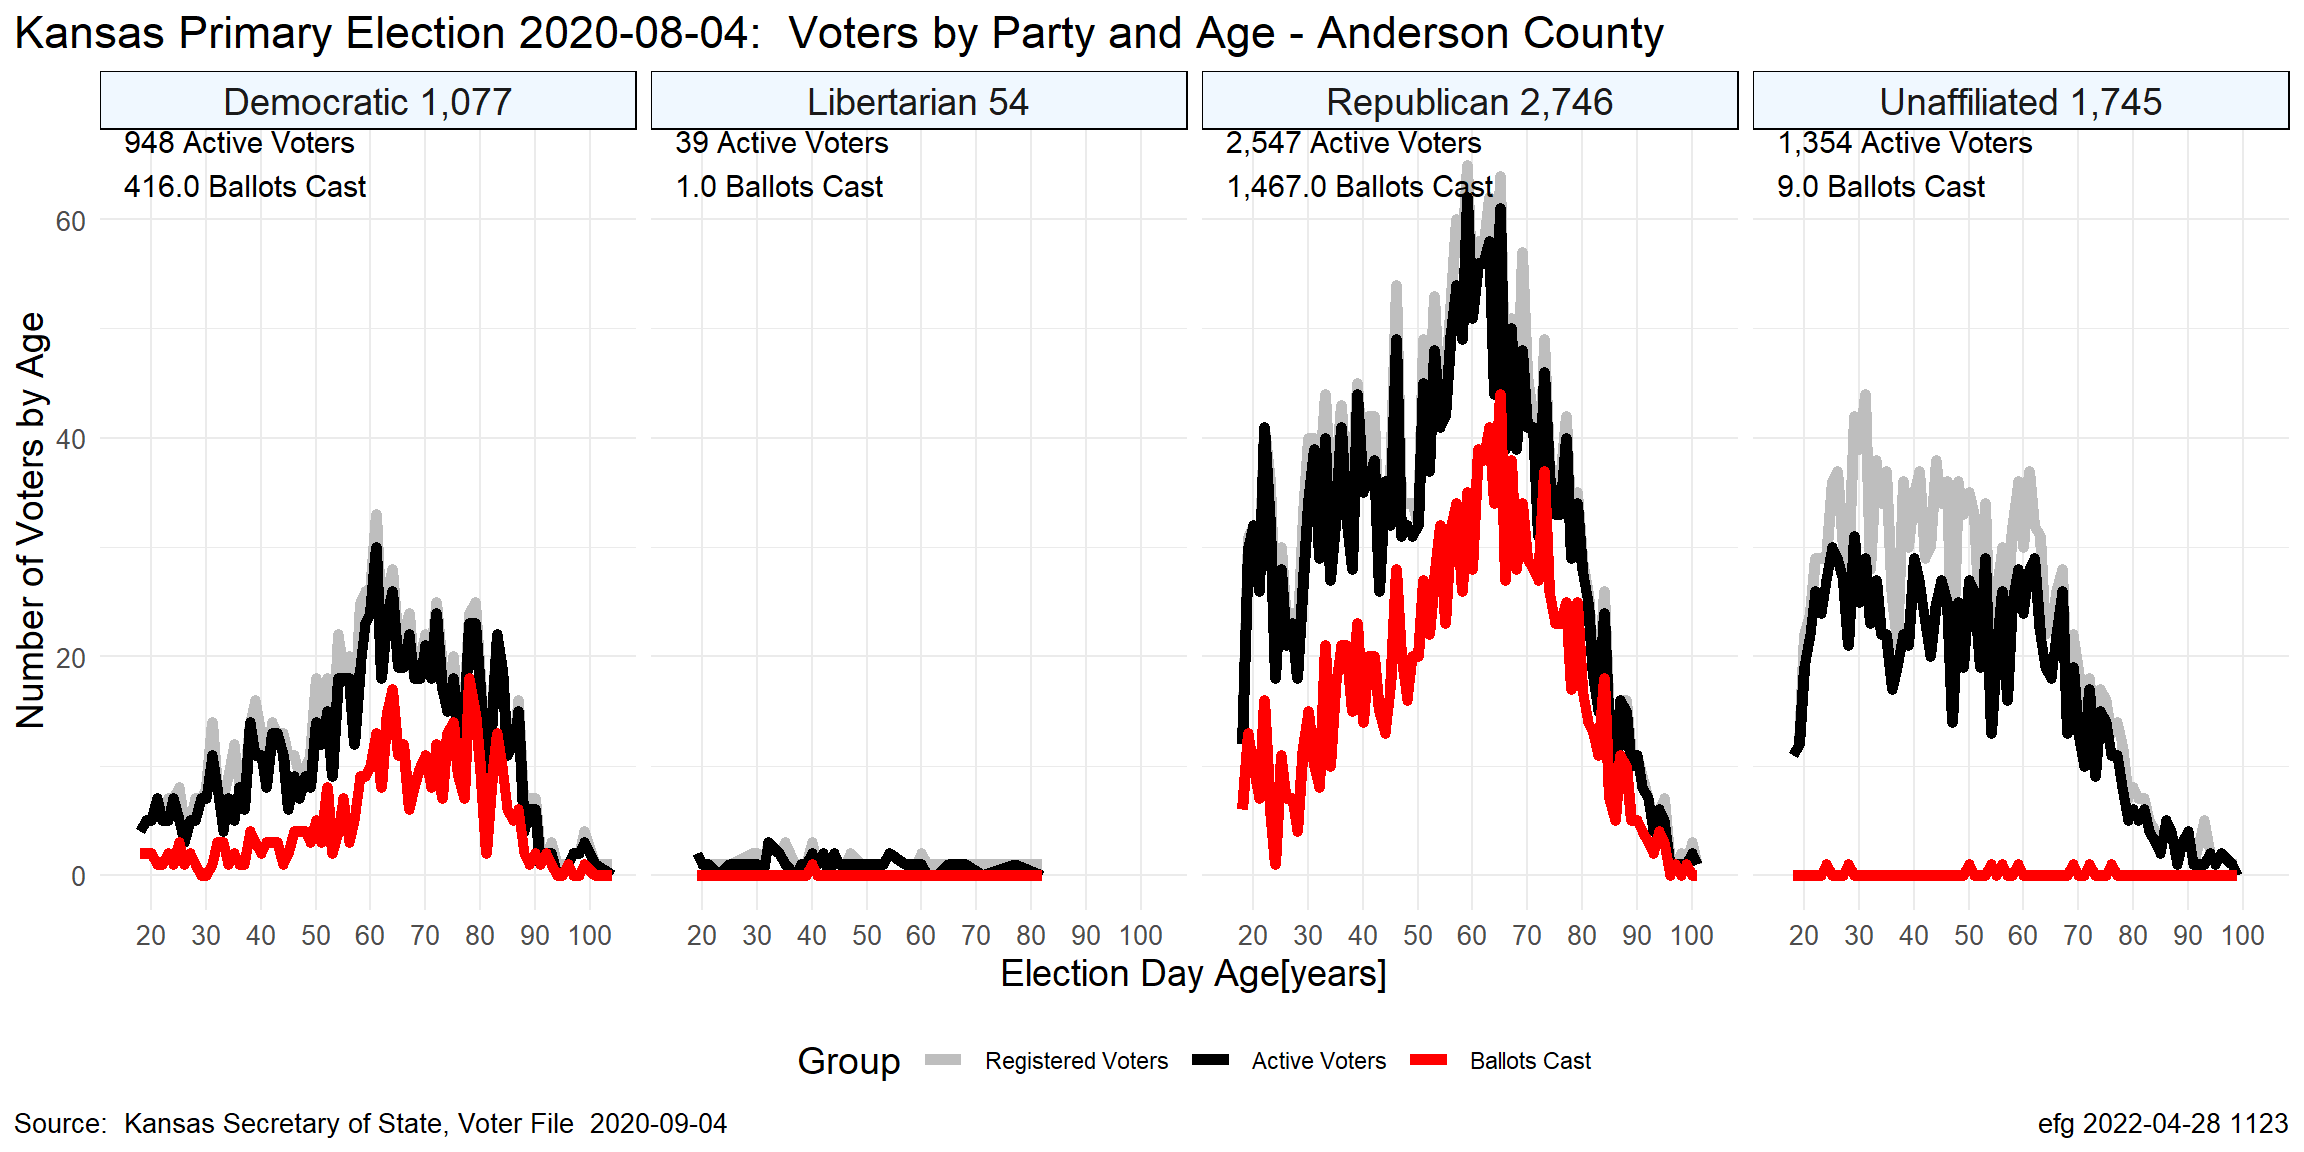 Kansas Primary Election 2020-08-04:  Voters by Party and Age - Anderson County
Democratic 1,077
Libertarian 54
Republican 2,746
Unaffiliated 1,745
948 Active Voters
416.0 Ballots Cast
39 Active Voters
1.0 Ballots Cast
2,547 Active Voters
1,467.0 Ballots Cast
1,354 Active Voters
9.0 Ballots Cast
Number of Voters by Age
60
40
20
0
20 30 40 50 60 70 80 90 100
20 30 40 50 60 70 80 90 100
20 30 40 50 60 70 80 90 100
20 30 40 50 60 70 80 90 100
Election Day Age[years]
Group Registered Voters Active Voters Ballots Cast
Source:  Kansas Secretary of State, Voter File  2020-09-04
efg 2022-04-28 1123